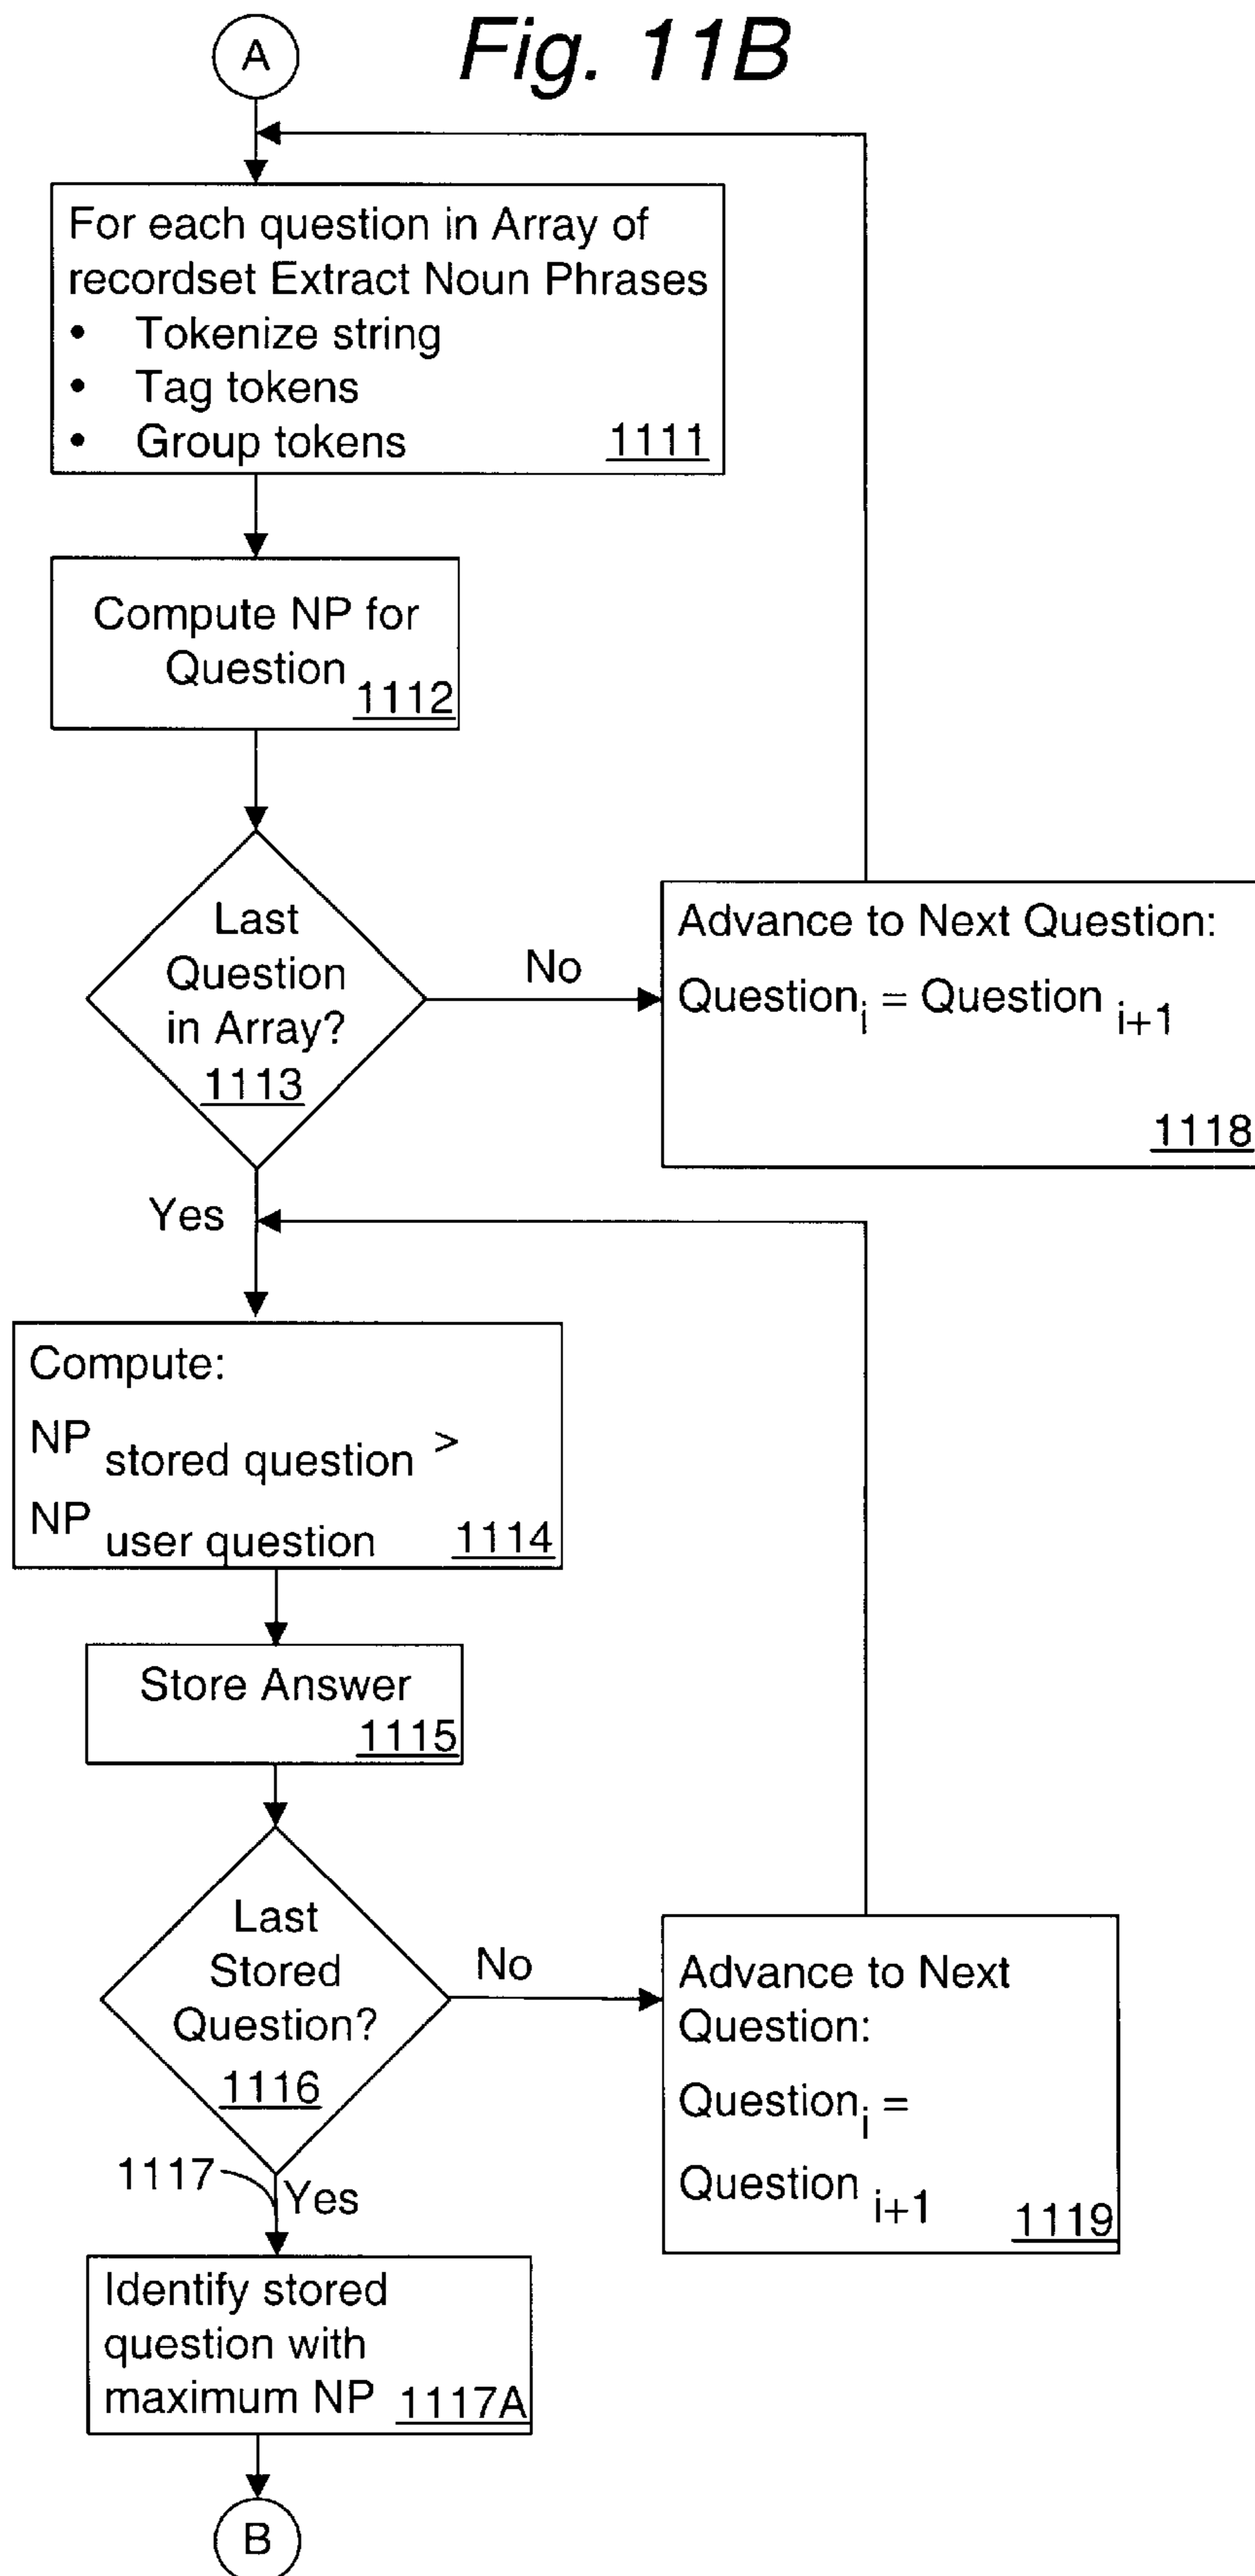 Fig. 11B
A
For each question in Array of
recordset Extract Noun Phrases
• Tokenize string
• Tag tokens
• Group tokens 1111
Compute NP for
Question 1112
Last
Question
in Array?
1113
No
Advance to Next Question:
Question i = Question i+1
1118
Yes
Compute:
NP stored question >
NP user question 1114
Store Answer
1115
Last
Stored
Question?
1116
No
Advance to Next
Question:
Question i =
Question i+1 1119
1117
Yes
Identify stored
question with
maximum NP 1117A
B